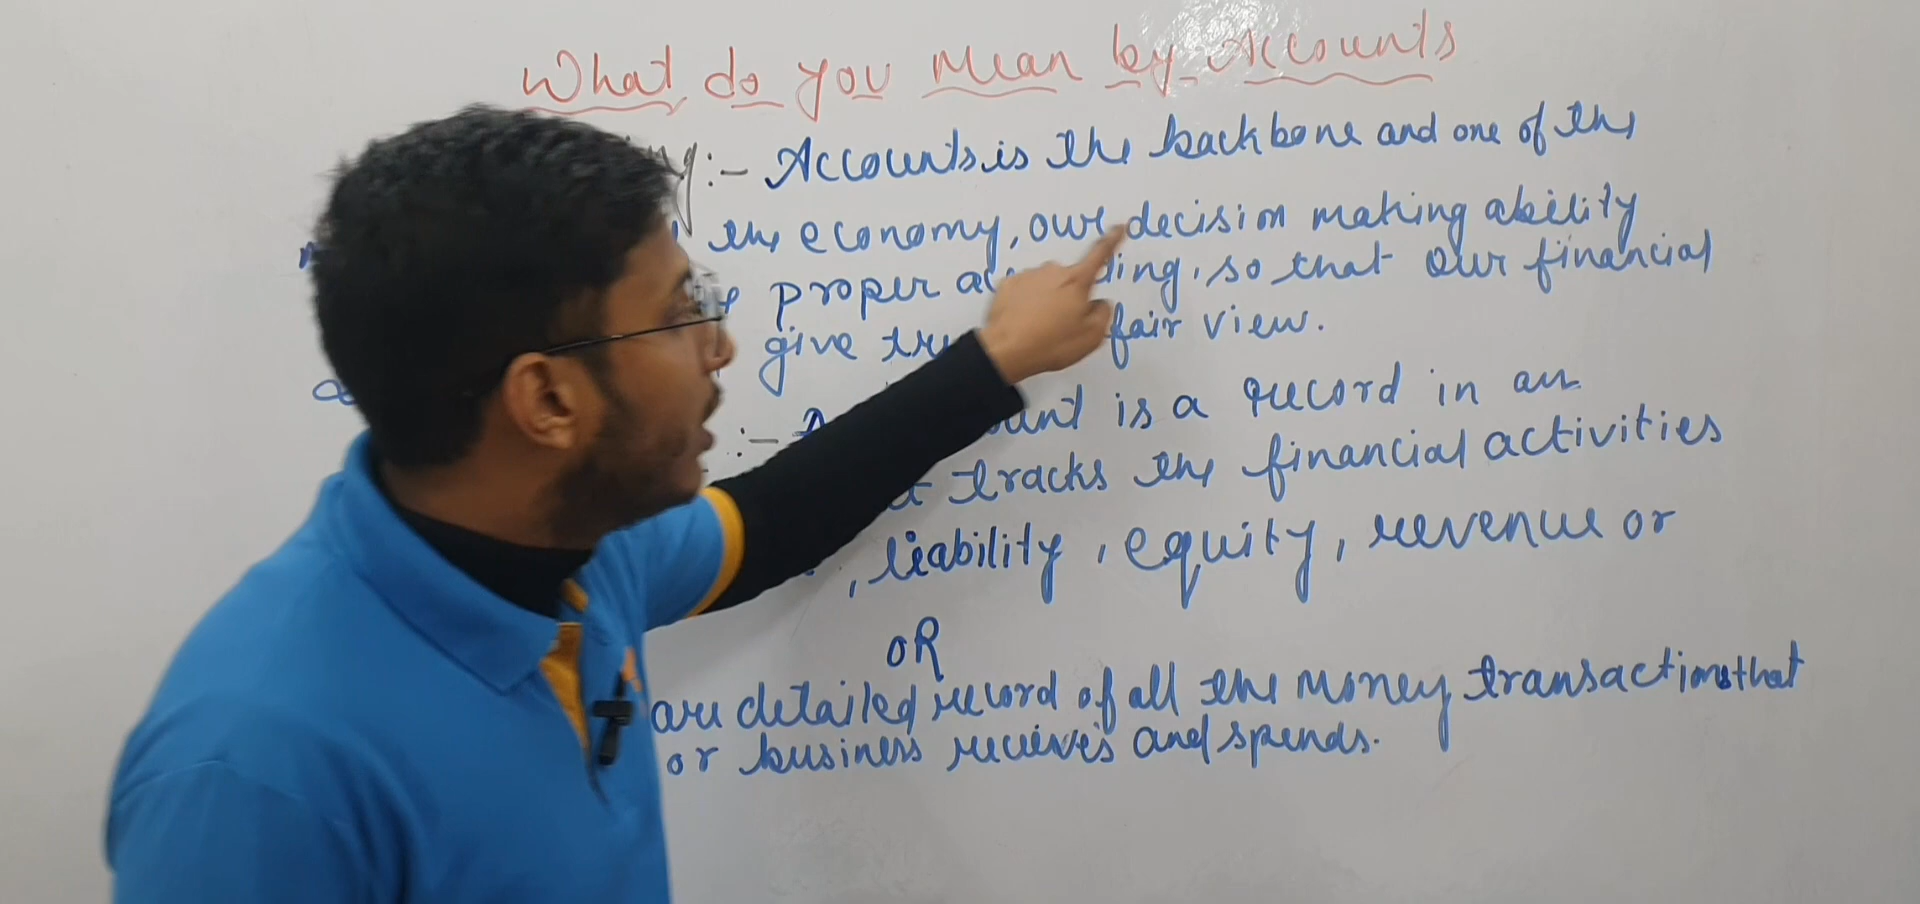 What do you Mean by Accounts
:- Accounts is the backbone and one of the
the economy, our decision making ability
proper so that our financial
give fair view.
:- is a record in an
tracks the financial activities
, liability, equity, revenue or
OR
are detailed record of all the Money transactions that
or business receives and spends.